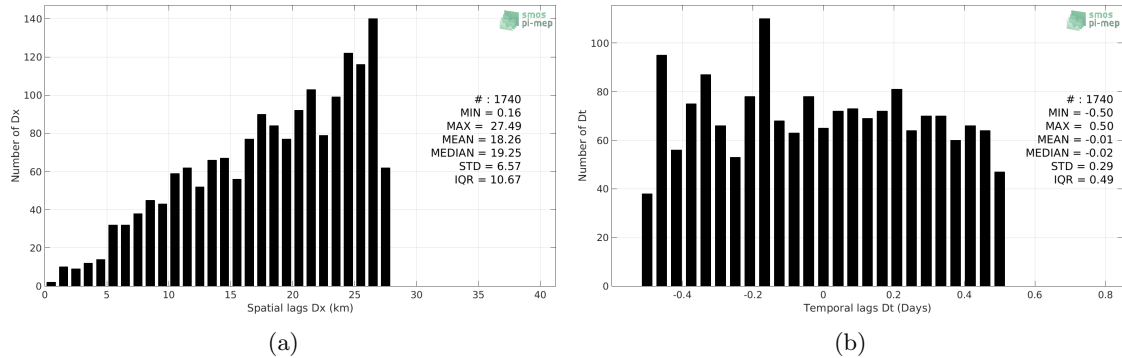 140
120
100
80
60
40
20
0
Number of Dx
0 5 10 15 20 25 30 35 40
Spatial lags Dx (km)
smos
pi-mep
# : 1740
MIN = 0.16
MAX = 27.49
MEAN = 18.26
MEDIAN = 19.25
STD = 6.57
IQR = 10.67
(a)
100
80
60
40
20
0
Number of Dt
-0.4 -0.2 0 0.2 0.4 0.6 0.8
Temporal lags Dt (Days)
smos
pi-mep
# : 1740
MIN = -0.50
MAX = 0.50
MEAN = -0.01
MEDIAN = -0.02
STD = 0.29
IQR = 0.49
(b)